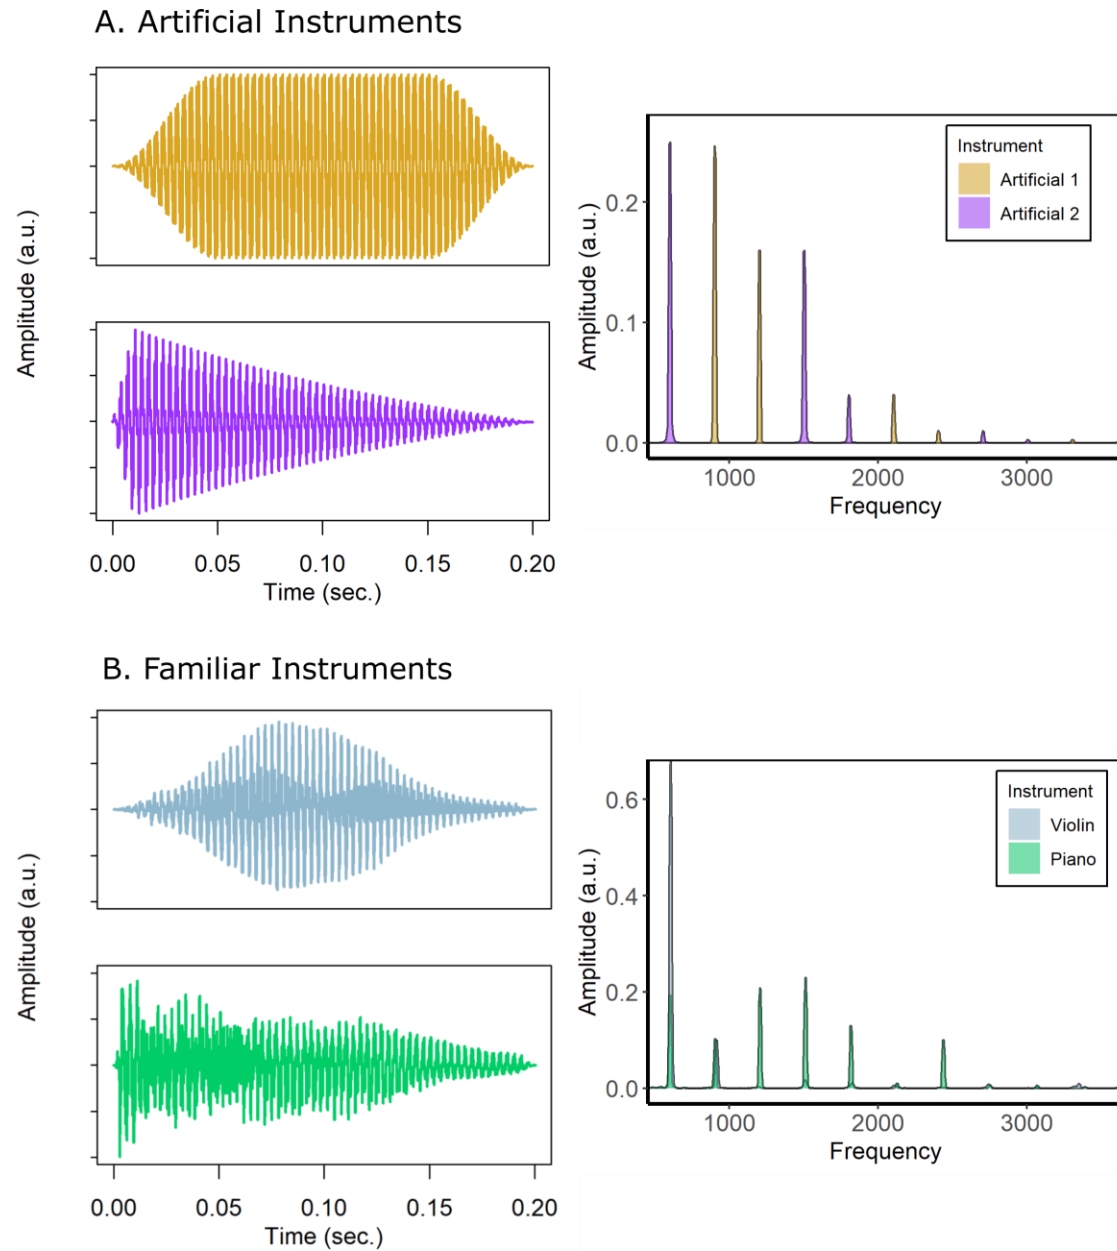 A. Artificial Instruments
Amplitude (a.u.)
0.00 0.05 0.10 0.15 0.20
Time (sec.)
Amplitude (a.u.)
0.2
0.1
0.0
Instrument
Artificial 1
Artificial 2
1000 2000 3000
Frequency
B. Familiar Instruments
Amplitude (a.u.)
0.00 0.05 0.10 0.15 0.20
Time (sec.)
Amplitude (a.u.)
0.6
0.4
0.2
0.0
Instrument
Violin
Piano
1000 2000 3000
Frequency